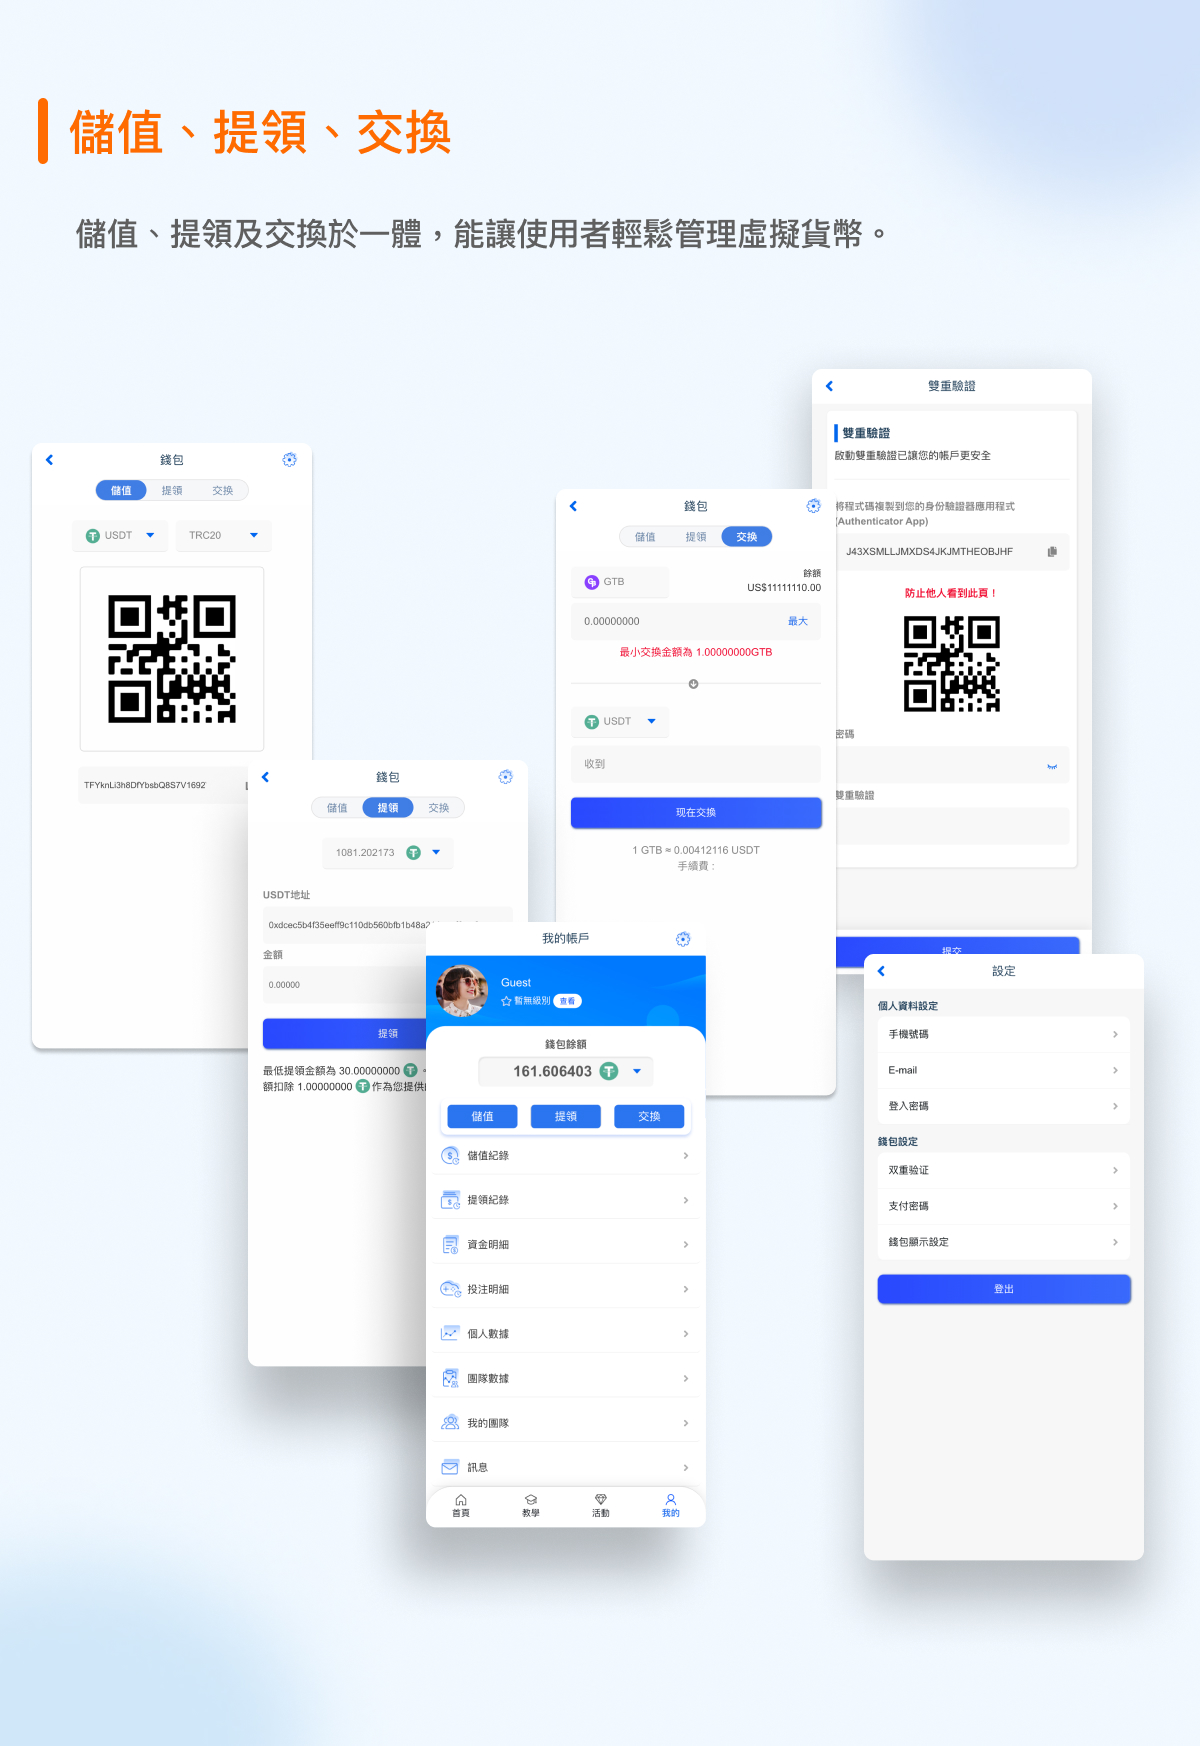 儲值、提領、交換
儲值、提領及交換於一體，能讓使用者輕鬆管理虛擬貨幣。
錢包
儲值 提領 交換
USDT TRC20
TFYknLi3h8DfYbsbQ8S7V1692
錢包
儲值 提領 交換
1081.202173
USDT地址
0xdcec5b4f35eeff9c110db560bfb1b48a2
金額
0.00000
提領
最低提領金額為 30.00000000
額扣除 1.00000000 作為您提供
我的帳戶
Guest
暫無級別 查看
錢包餘額
161.606403
儲值 提領 交換
儲值紀錄
提領紀錄
資金明細
投注明細
個人數據
團隊數據
我的團隊
訊息
首頁 教學 活動 我的
錢包
儲值 提領 交換
GTB
餘額
US$11111110.00
0.00000000 最大
最小交換金額為 1.00000000GTB
USDT
收到
现在交換
1 GTB ≈ 0.00412116 USDT
手續費 :
雙重驗證
雙重驗證
啟動雙重驗證已讓您的帳戶更安全
將程式碼複製到您的身份驗證器應用程式
(Authenticator App)
J43XSMLLJMXDS4JKJMTHEOBJHF
防止他人看到此頁！
密碼
雙重驗證
提交
設定
個人資料設定
手機號碼
E-mail
登入密碼
錢包設定
双重验证
支付密碼
錢包顯示設定
登出